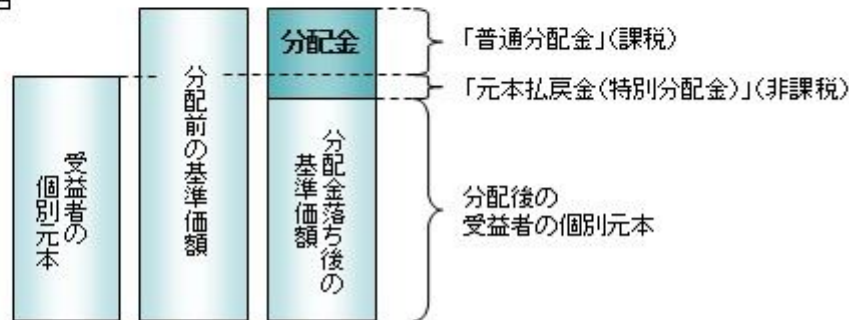 分配金
「普通分配金」(課税)
「元本払戻金(特別分配金)」(非課税)
受益者の
個別元本
分配前の基準価額
分配金落ち後の
基準価額
分配後の
受益者の個別元本